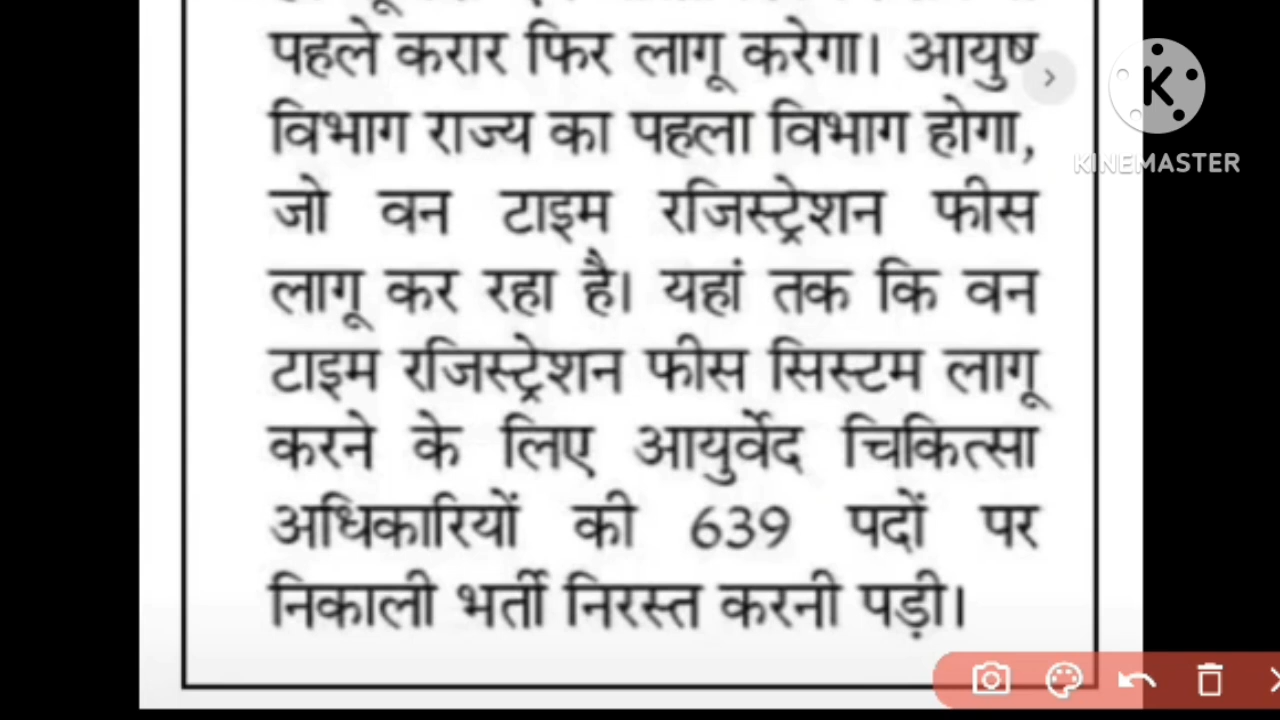 पहले करार फिर लागू करेगा। आयुष
विभाग राज्य का पहला विभाग होगा,
जो वन टाइम रजिस्ट्रेशन फीस
लागू कर रहा है। यहां तक कि वन
टाइम रजिस्ट्रेशन फीस सिस्टम लागू
करने के लिए आयुर्वेद चिकित्सा
अधिकारियों की 639 पदों पर
निकाली भर्ती निरस्त करनी पड़ी।
K
KINEMASTER